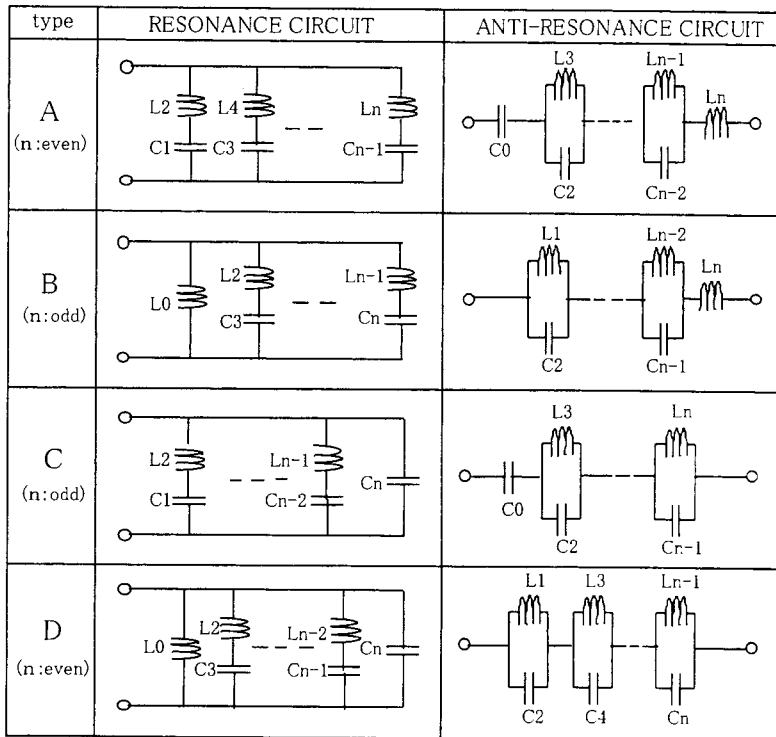 type RESONANCE CIRCUIT ANTI-RESONANCE CIRCUIT
A
(n:even)
L2 L4 Ln
C1 C3 Cn-1
L3 Ln-1 Ln
C0
C2 Cn-2
B
(n:odd)
L0 L2 Ln-1
C3 Cn
L1 Ln-2 Ln
C2 Cn-1
C
(n:odd)
L2 Ln-1 Cn
C1 Cn-2
L3 Ln
C0
C2 Cn-1
D
(n:even)
L0 L2 Ln-2 Cn
C3 Cn-1
L1 L3 Ln-1
C2 C4 Cn